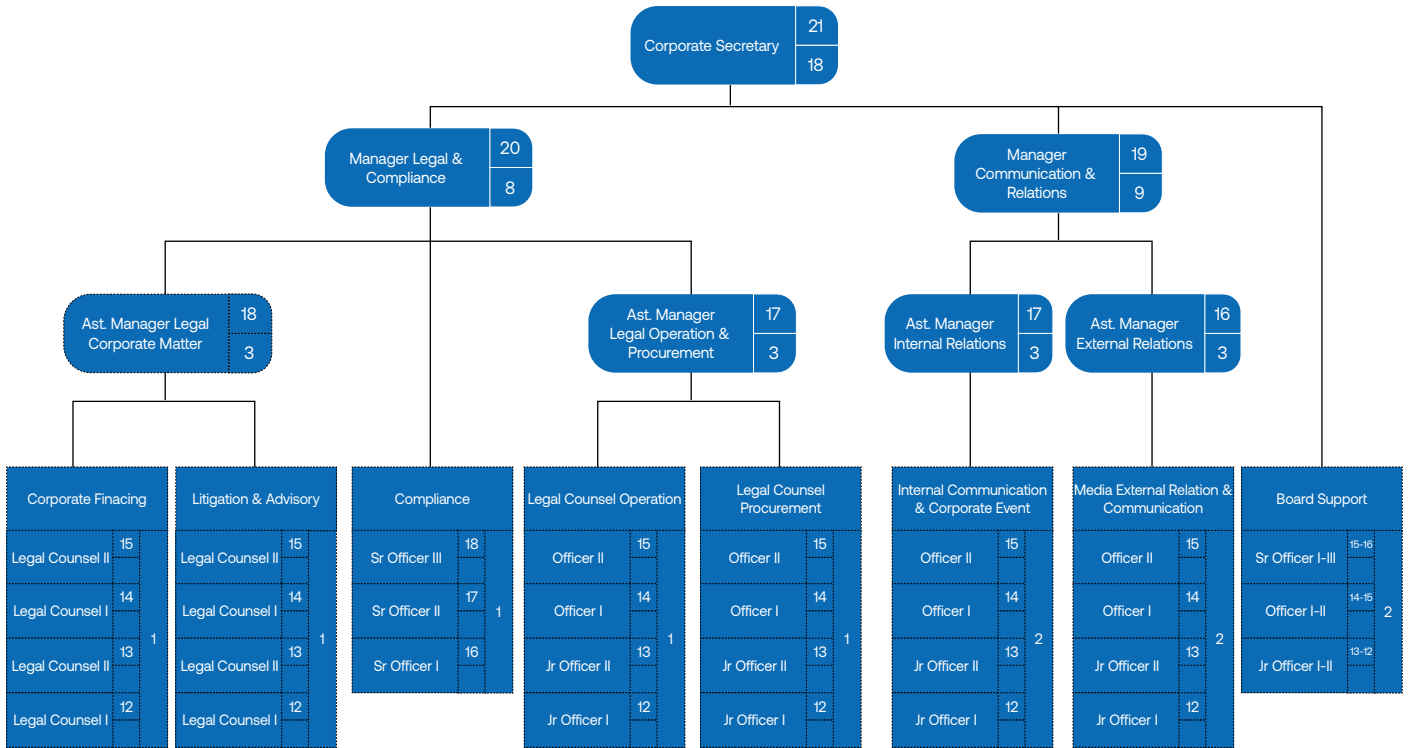 Corporate Secretary
21
18
Manager Legal &
Compliance
20
8
Manager
Communication &
Relations
19
9
Ast. Manager Legal
Corporate Matter
18
3
Ast. Manager
Legal Operation &
Procurement
17
3
Ast. Manager
Internal Relations
17
3
Ast. Manager
External Relations
16
3
Corporate Finacing
Legal Counsel II
15
Legal Counsel I
14
Legal Counsel II
13
Legal Counsel I
12
1
Litigation & Advisory
Legal Counsel II
15
Legal Counsel I
14
Legal Counsel II
13
Legal Counsel I
12
1
Compliance
Sr Officer III
18
Sr Officer II
17
Sr Officer I
16
1
Legal Counsel Operation
Officer II
15
Officer I
14
Jr Officer II
13
Jr Officer I
12
1
Legal Counsel
Procurement
Officer II
15
Officer I
14
Jr Officer II
13
Jr Officer I
12
1
Internal Communication
& Corporate Event
Officer II
15
Officer I
14
Jr Officer II
13
Jr Officer I
12
2
Media External Relation &
Communication
Officer II
15
Officer I
14
Jr Officer II
13
Jr Officer I
12
2
Board Support
Sr Officer I-III
15-16
Officer I-II
14-15
Jr Officer I-II
13-12
2